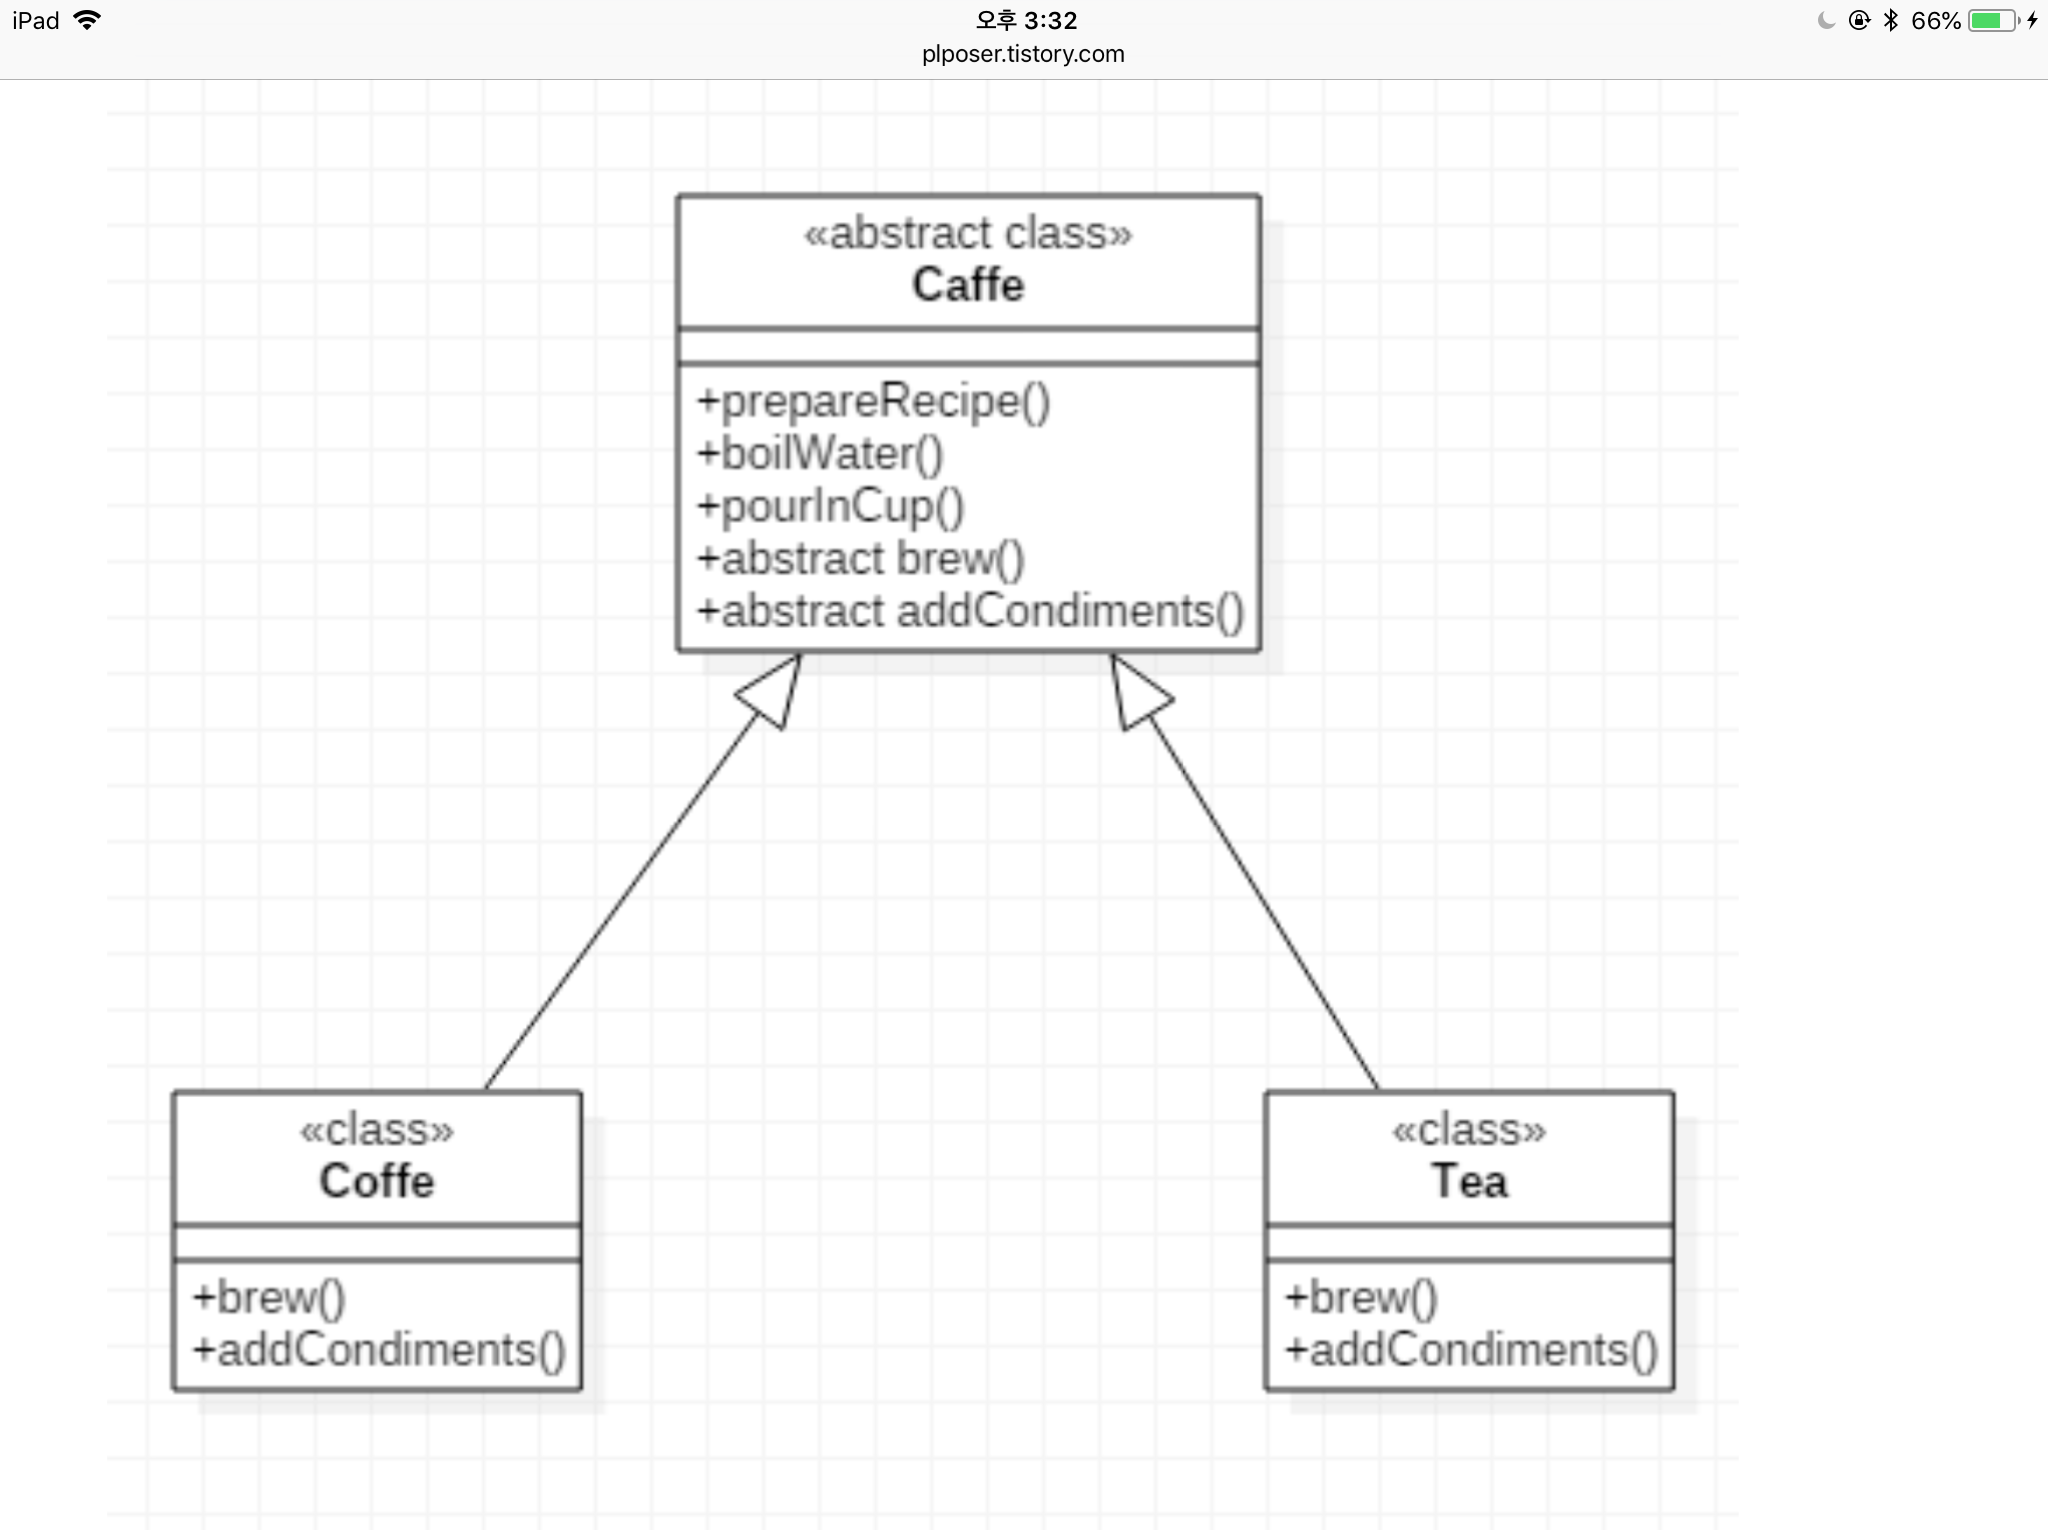 iPad 오후 3:32 66%
plposer.tistory.com
«abstract class»
Caffe
+prepareRecipe()
+boilWater()
+pourInCup()
+abstract brew()
+abstract addCondiments()
«class»
Coffe
+brew()
+addCondiments()
«class»
Tea
+brew()
+addCondiments()